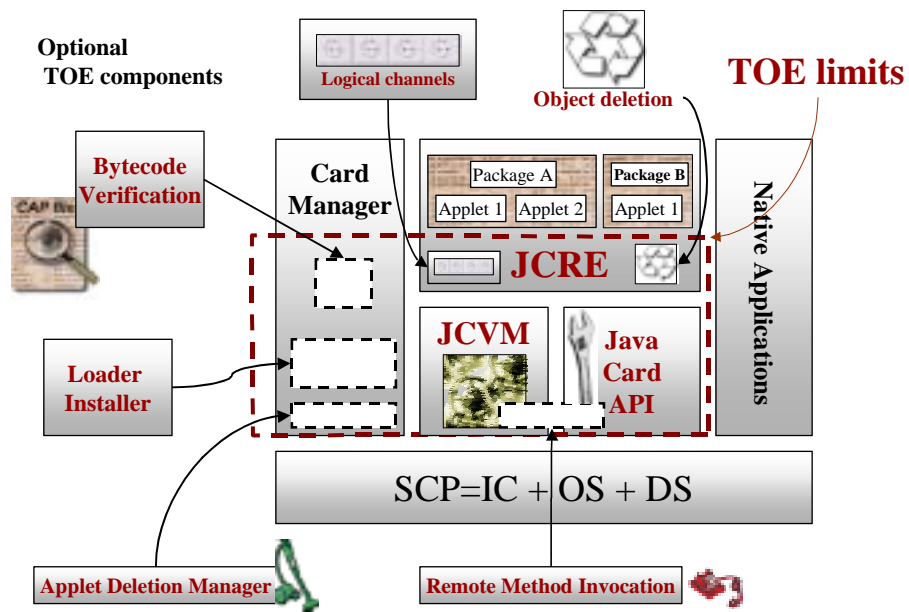 Optional
TOE components
Logical channels
Object deletion
TOE limits
Bytecode
Verification
CAP
Card
Manager
Package A
Applet 1
Applet 2
Package B
Applet 1
Native Applications
JCRE
JCVM
Java
Card
API
Loader
Installer
SCP=IC + OS + DS
Applet Deletion Manager
Remote Method Invocation